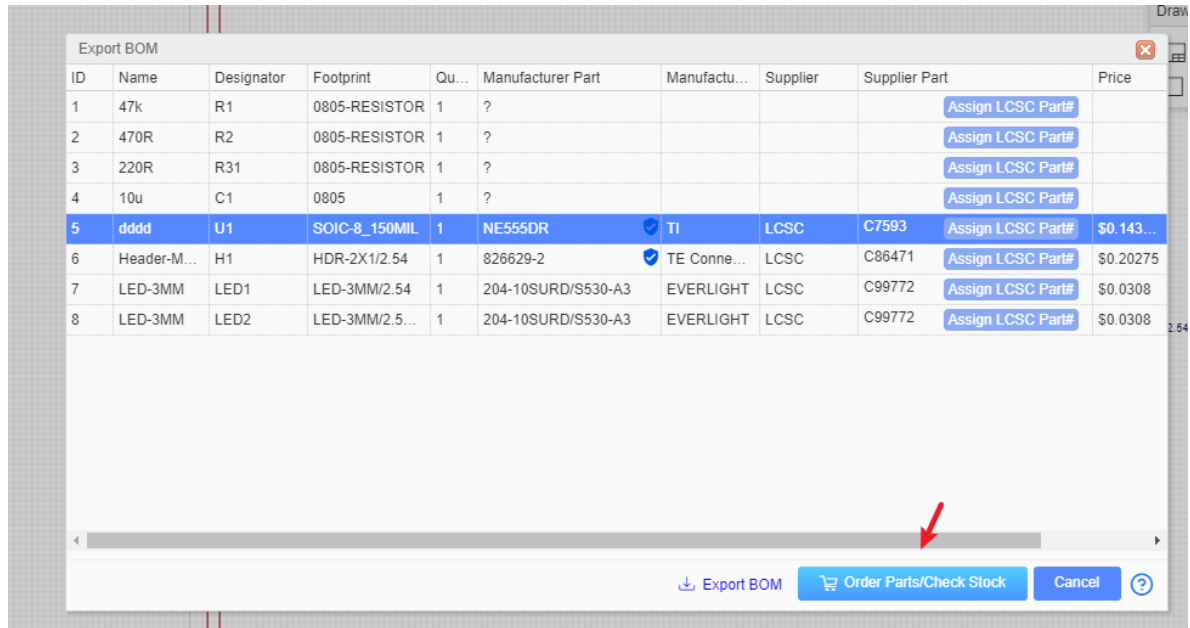 Draw
Export BOM
ID Name Designator Footprint Qu... Manufacturer Part Manufactu... Supplier Supplier Part Price
1 47k R1 0805-RESISTOR 1 ? Assign LCSC Part#
2 470R R2 0805-RESISTOR 1 ? Assign LCSC Part#
3 220R R31 0805-RESISTOR 1 ? Assign LCSC Part#
4 10u C1 0805 1 ? Assign LCSC Part#
5 dddd U1 SOIC-8_150MIL 1 NE555DR TI LCSC C7593 Assign LCSC Part# $0.143...
6 Header-M... H1 HDR-2X1/2.54 1 826629-2 TE Conne... LCSC C86471 Assign LCSC Part# $0.20275
7 LED-3MM LED1 LED-3MM/2.54 1 204-10SURD/S530-A3 EVERLIGHT LCSC C99772 Assign LCSC Part# $0.0308
8 LED-3MM LED2 LED-3MM/2.5... 1 204-10SURD/S530-A3 EVERLIGHT LCSC C99772 Assign LCSC Part# $0.0308
2.54
Export BOM Order Parts/Check Stock Cancel ?